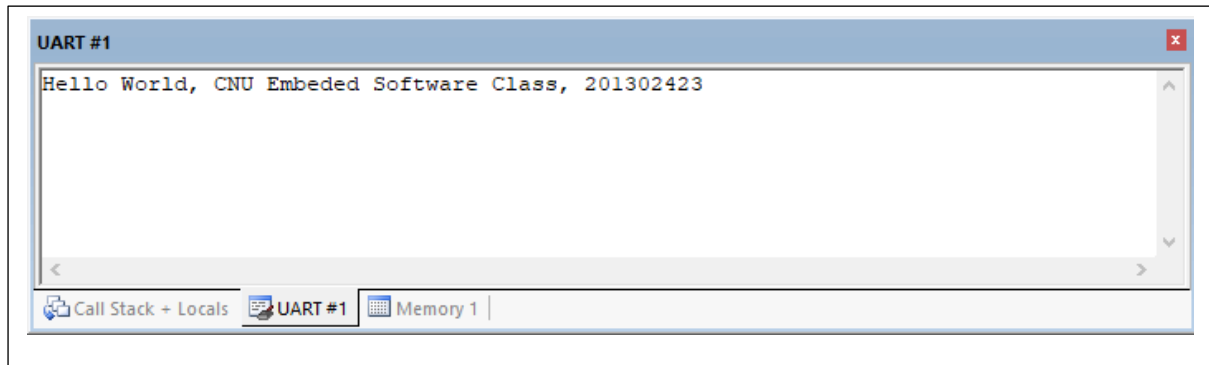 UART #1
Hello World, CNU Embeded Software Class, 201302423
Call Stack + Locals UART #1 Memory 1